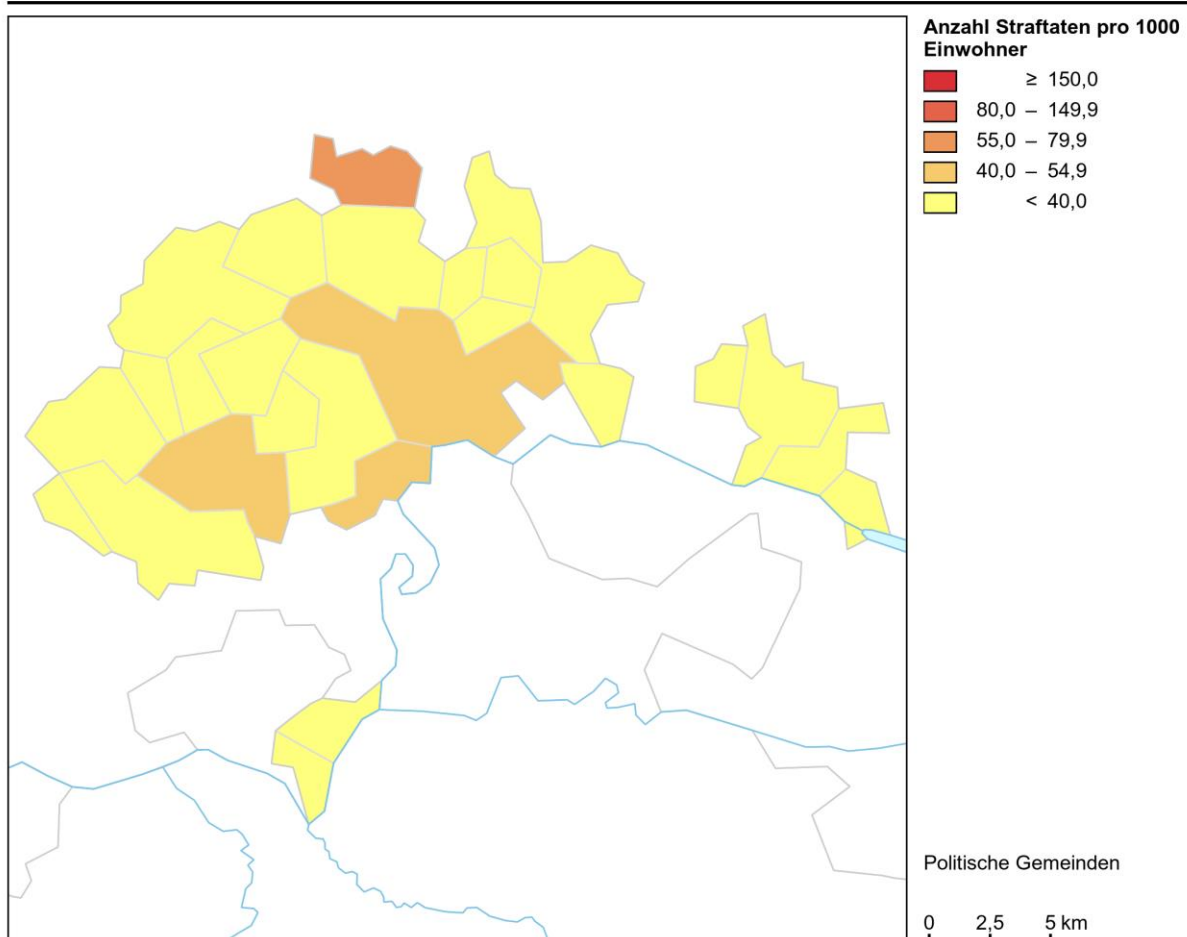 Anzahl Straftaten pro 1000
Einwohner
≥ 150,0
80,0 – 149,9
55,0 – 79,9
40,0 – 54,9
< 40,0
Politische Gemeinden
0 2,5 5 km